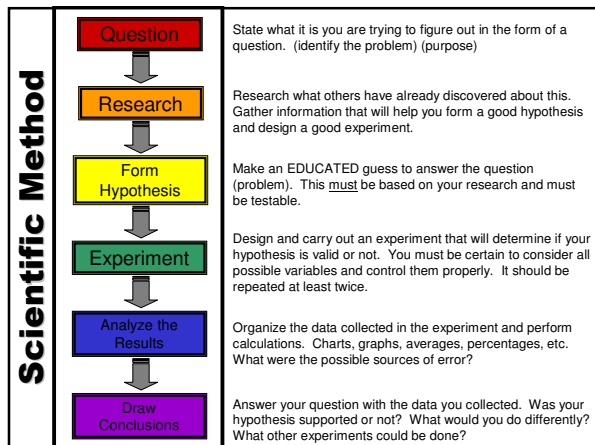 Scientific Method
Question
State what it is you are trying to figure out in the form of a
question. (identify the problem) (purpose)
Research
Research what others have already discovered about this.
Gather information that will help you form a good hypothesis
and design a good experiment.
Form
Hypothesis
Make an EDUCATED guess to answer the question
(problem). This must be based on your research and must
be testable.
Experiment
Design and carry out an experiment that will determine if your
hypothesis is valid or not. You must be certain to consider all
possible variables and control them properly. It should be
repeated at least twice.
Analyze the
Results
Organize the data collected in the experiment and perform
calculations. Charts, graphs, averages, percentages, etc.
What were the possible sources of error?
Draw
Conclusions
Answer your question with the data you collected. Was your
hypothesis supported or not? What would you do differently?
What other experiments could be done?